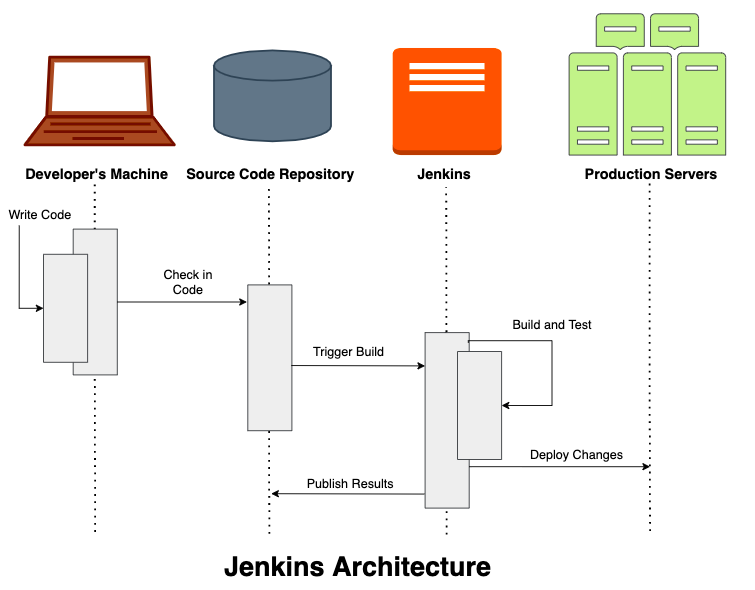 Developer's Machine
Source Code Repository
Jenkins
Production Servers
Write Code
Check in
Code
Build and Test
Trigger Build
Deploy Changes
Publish Results
Jenkins Architecture